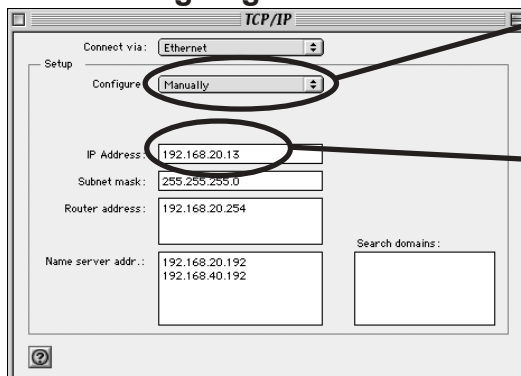 TCP/IP
Connect via: Ethernet
Setup
Configure Manually
IP Address: 192.168.20.13
Subnet mask: 255.255.255.0
Router address: 192.168.20.254
Search domains:
Name server addr.: 192.168.20.192
192.168.40.192
?